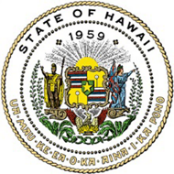 STATE OF HAWAII
1959
UA MAU KE EA O KA AINA I KA PONO